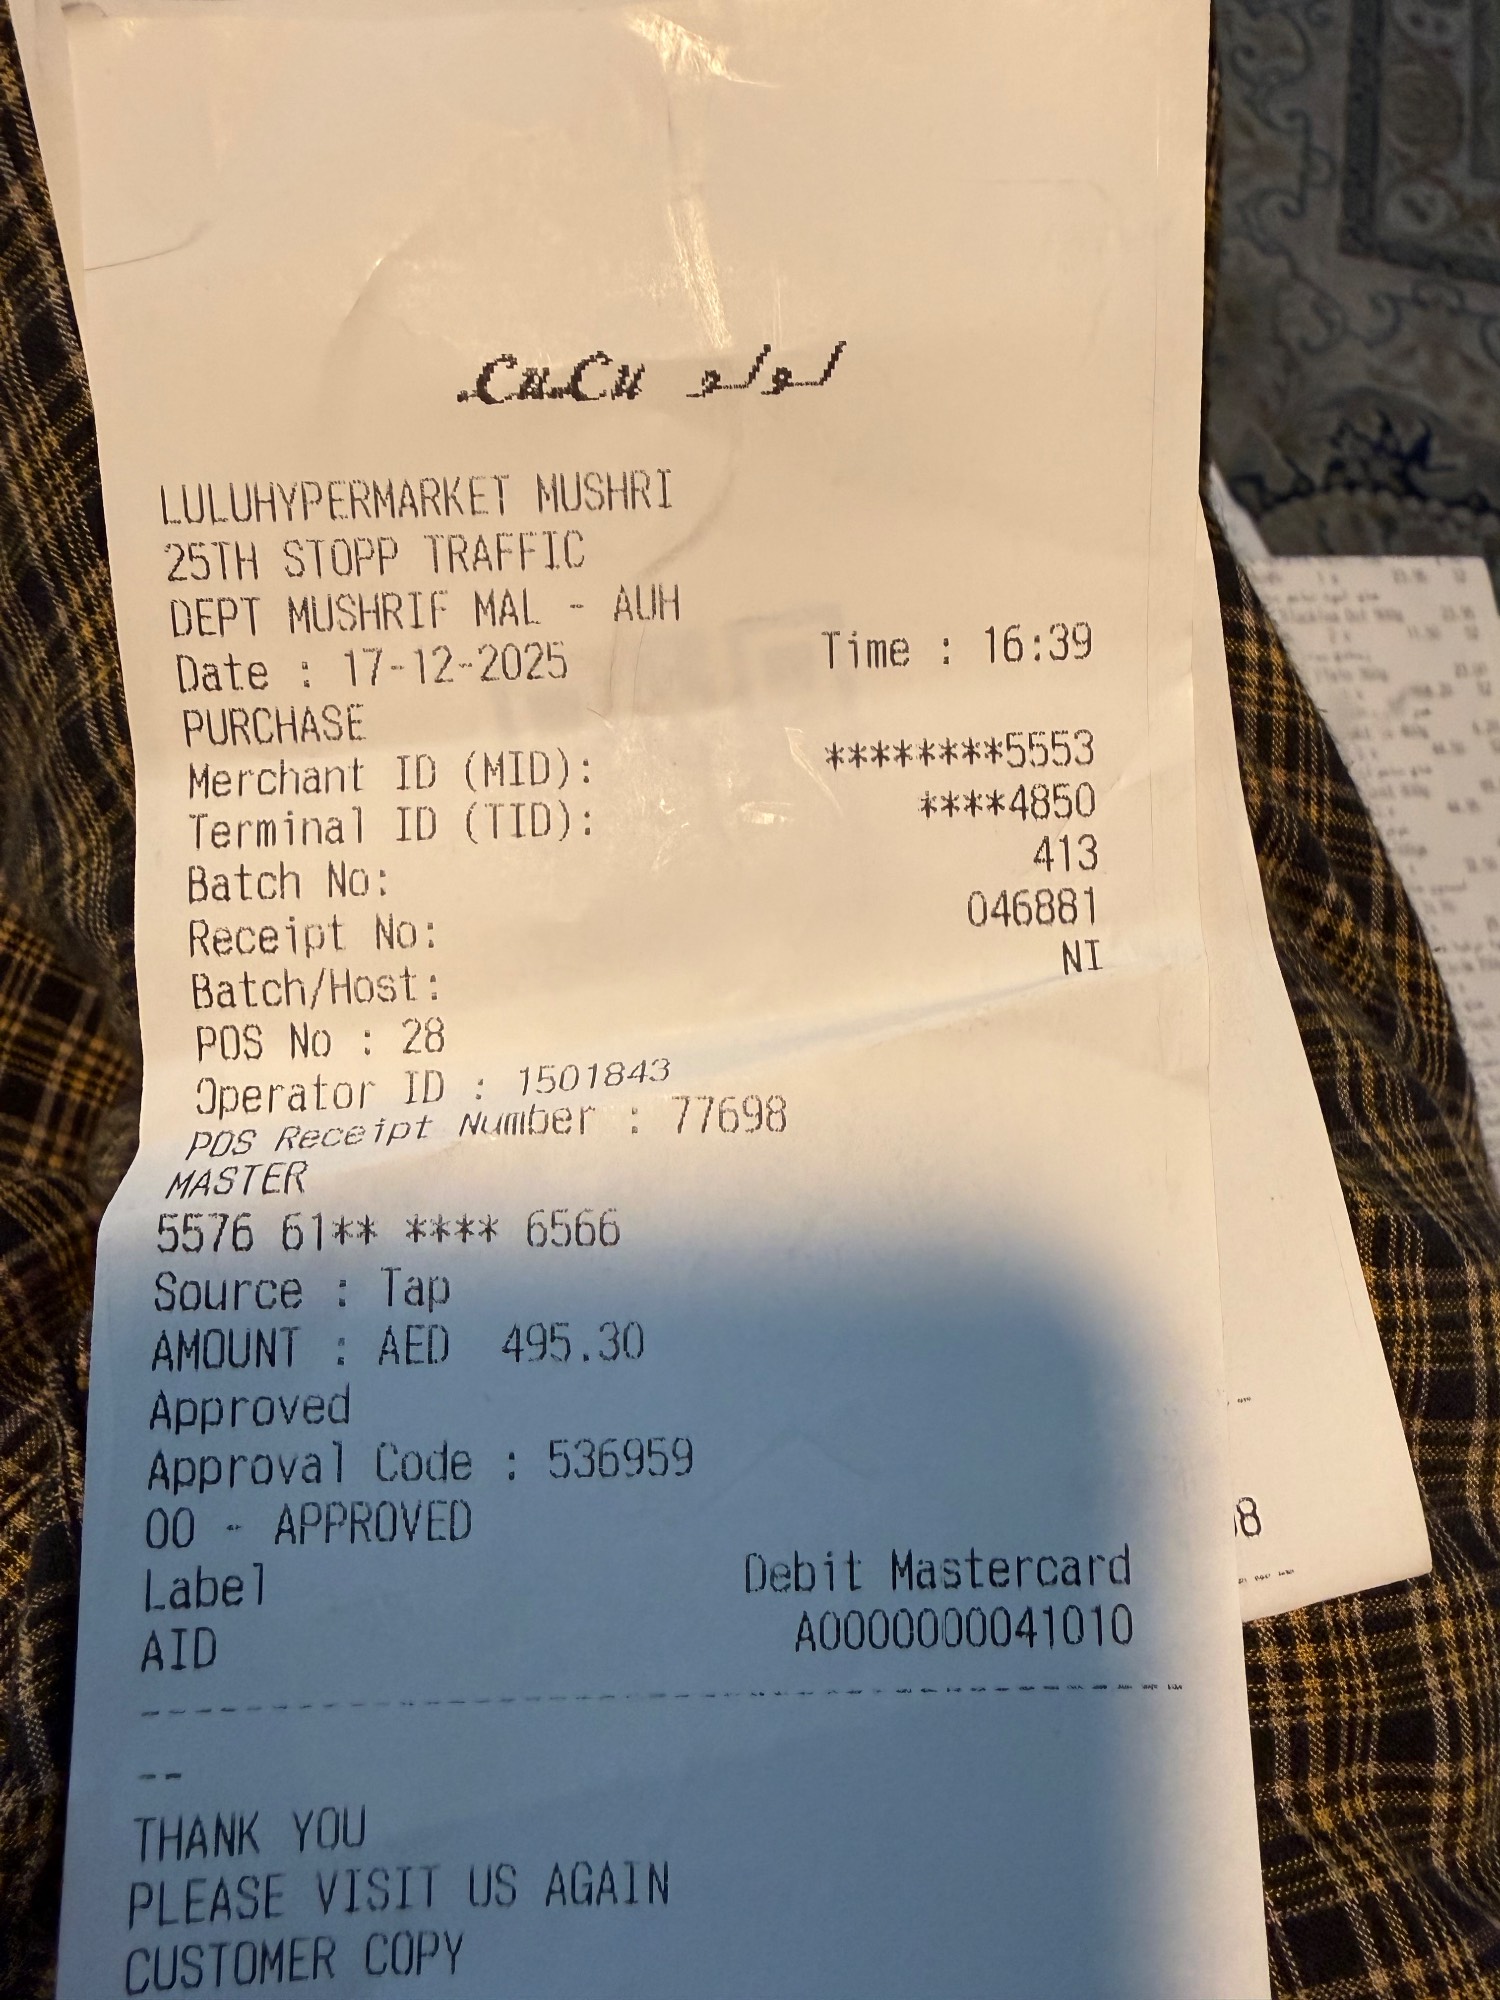 LuLu لولو
LULUHYPERMARKET MUSHRI
25TH STOPP TRAFFIC
DEPT MUSHRIF MAL - AUH
Date : 17-12-2025 Time : 16:39
PURCHASE
Merchant ID (MID): ********5553
Terminal ID (TID): ****4850
Batch No: 413
Receipt No: 046881
Batch/Host: NI
POS No : 28
Operator ID : 1501843
POS Receipt Number : 77698
MASTER
5576 61** **** 6566
Source : Tap
AMOUNT : AED 495.30
Approved
Approval Code : 536959
00 - APPROVED
Label Debit Mastercard
AID A0000000041010
--
THANK YOU
PLEASE VISIT US AGAIN
CUSTOMER COPY